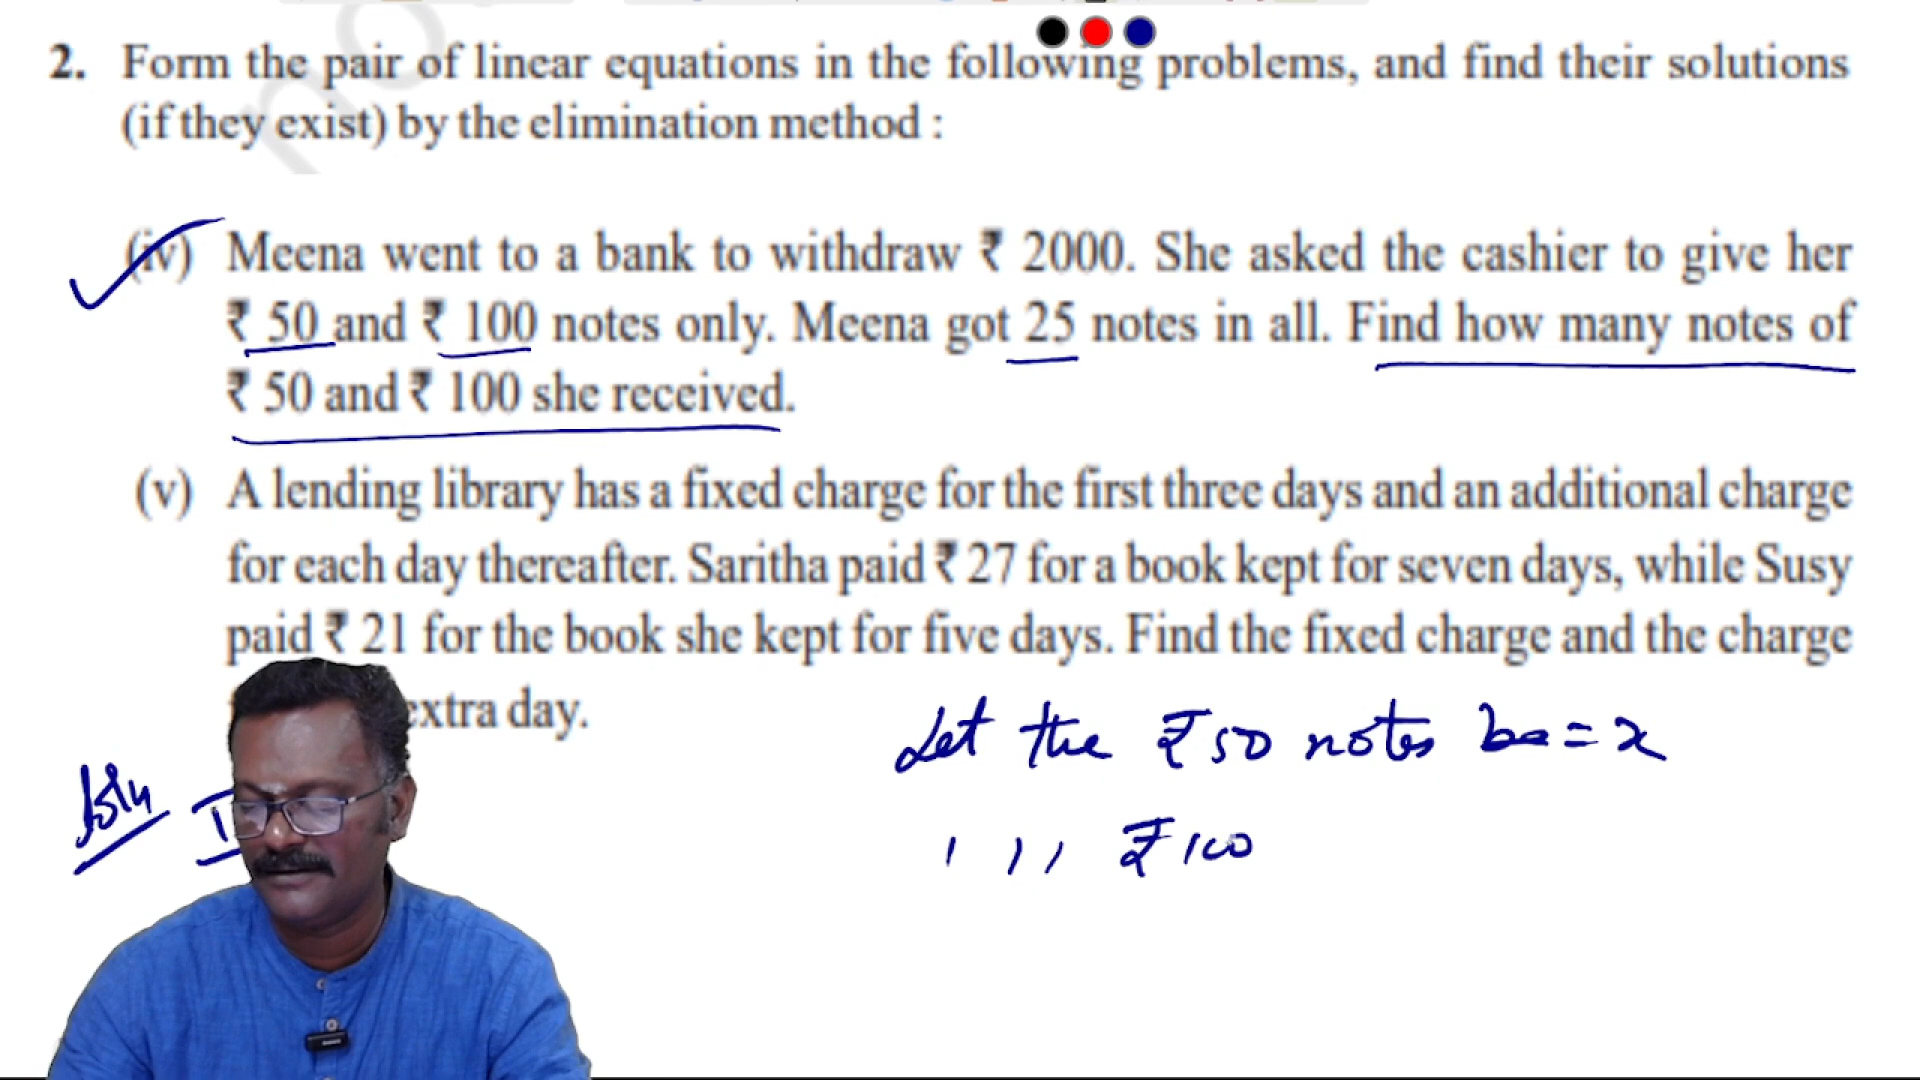 2. Form the pair of linear equations in the following problems, and find their solutions
(if they exist) by the elimination method :
(iv) Meena went to a bank to withdraw ₹ 2000. She asked the cashier to give her
₹ 50 and ₹ 100 notes only. Meena got 25 notes in all. Find how many notes of
₹ 50 and ₹ 100 she received.
(v) A lending library has a fixed charge for the first three days and an additional charge
for each day thereafter. Saritha paid ₹ 27 for a book kept for seven days, while Susy
paid ₹ 21 for the book she kept for five days. Find the fixed charge and the charge
extra day.
Let the ₹ 50 notes be = x
Soln I
, , , ₹ 100